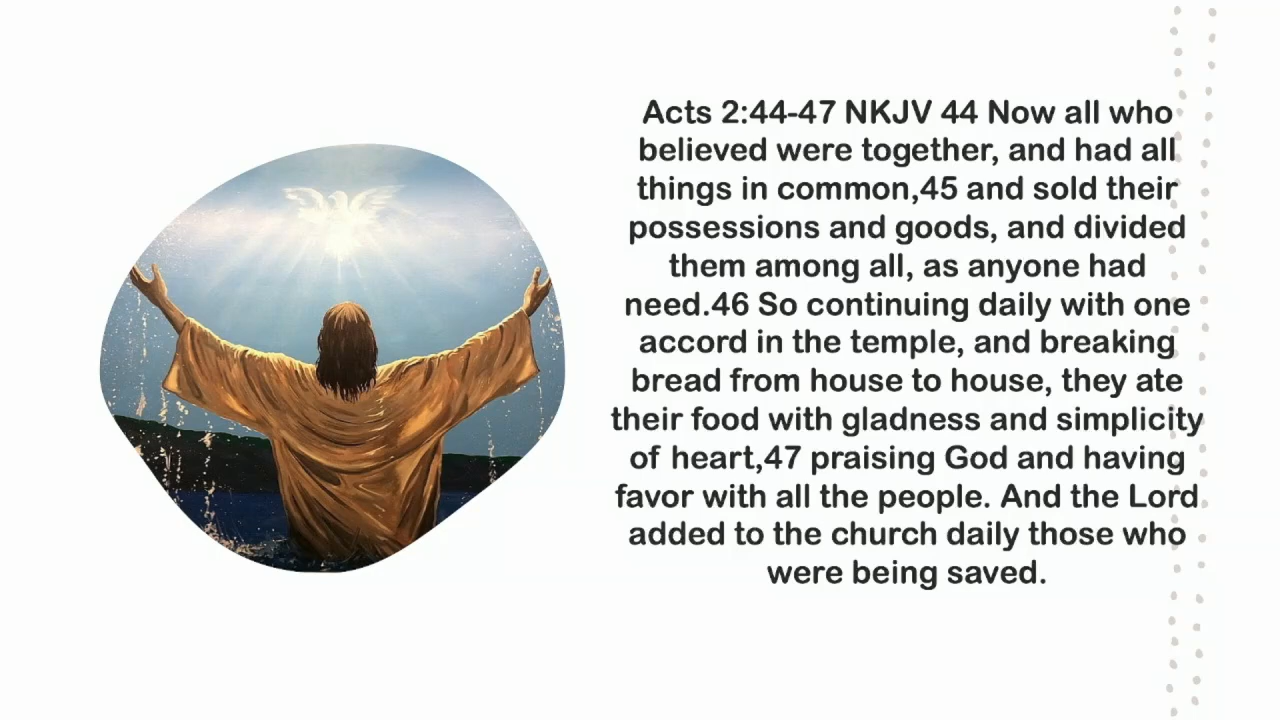 Acts 2:44-47 NKJV 44 Now all who
believed were together, and had all
things in common,45 and sold their
possessions and goods, and divided
them among all, as anyone had
need.46 So continuing daily with one
accord in the temple, and breaking
bread from house to house, they ate
their food with gladness and simplicity
of heart,47 praising God and having
favor with all the people. And the Lord
added to the church daily those who
were being saved.